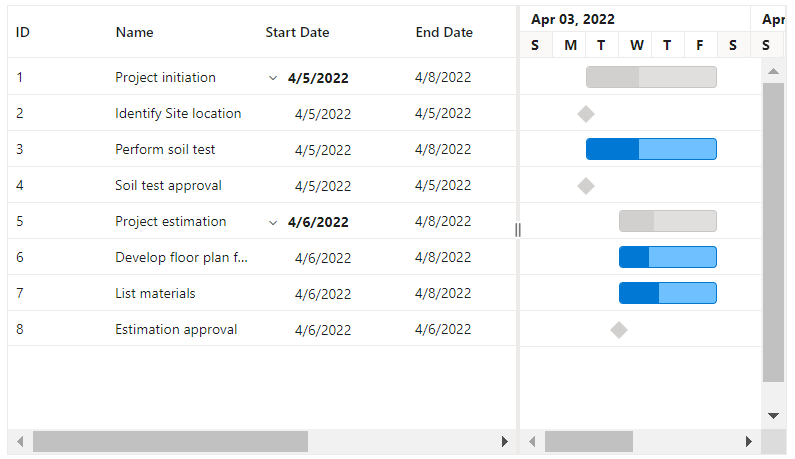 ID Name Start Date End Date
Apr 03, 2022 Apr
S M T W T F S S
1 Project initiation 4/5/2022 4/8/2022
2 Identify Site location 4/5/2022 4/5/2022
3 Perform soil test 4/5/2022 4/8/2022
4 Soil test approval 4/5/2022 4/5/2022
5 Project estimation 4/6/2022 4/8/2022
6 Develop floor plan f... 4/6/2022 4/8/2022
7 List materials 4/6/2022 4/8/2022
8 Estimation approval 4/6/2022 4/6/2022